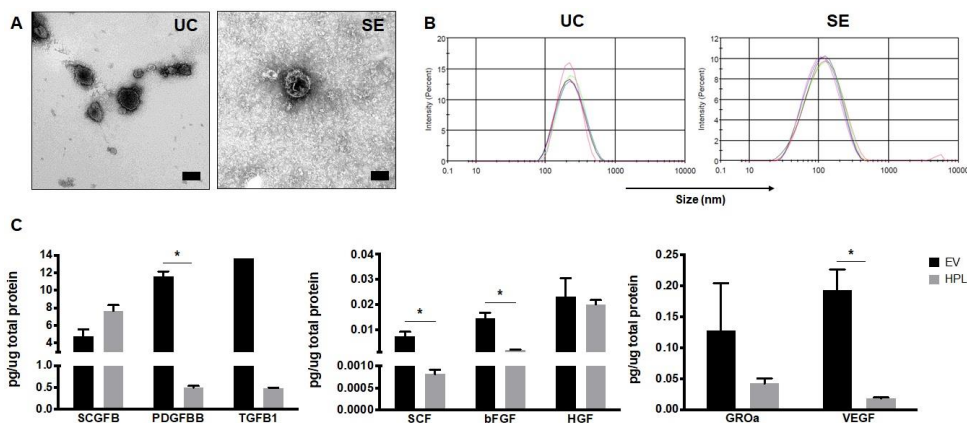 A
UC
SE
B
UC
SE
Intensity (Percent)
20
15
10
5
0
0.1 1 10 100 1000 10000
Intensity (Percent)
12
10
8
6
4
2
0
0.1 1 10 100 1000 10000
Size (nm)
C
pg/ug total protein
14
12
10
8
6
4
1.0
0.5
0.0
*
SCGFB PDGFBB TGFB1
pg/ug total protein
0.04
0.03
0.02
0.01
0.0010
0.0005
0.0000
* *
SCF bFGF HGF
pg/ug total protein
0.25
0.20
0.15
0.10
0.05
0.00
*
GROa VEGF
EV
HPL